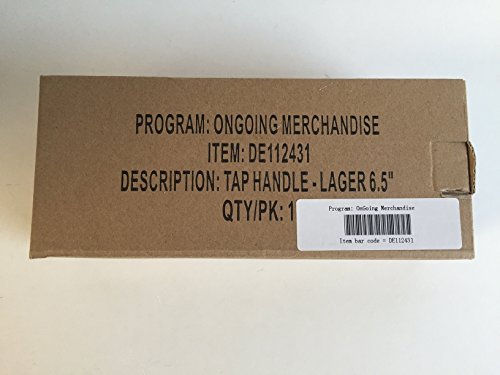 PROGRAM: ONGOING MERCHANDISE
ITEM: DE112431
DESCRIPTION: TAP HANDLE - LAGER 6.5"
QTY/PK: 1
Program: OnGoing Merchandise
Item bar code = DE112431